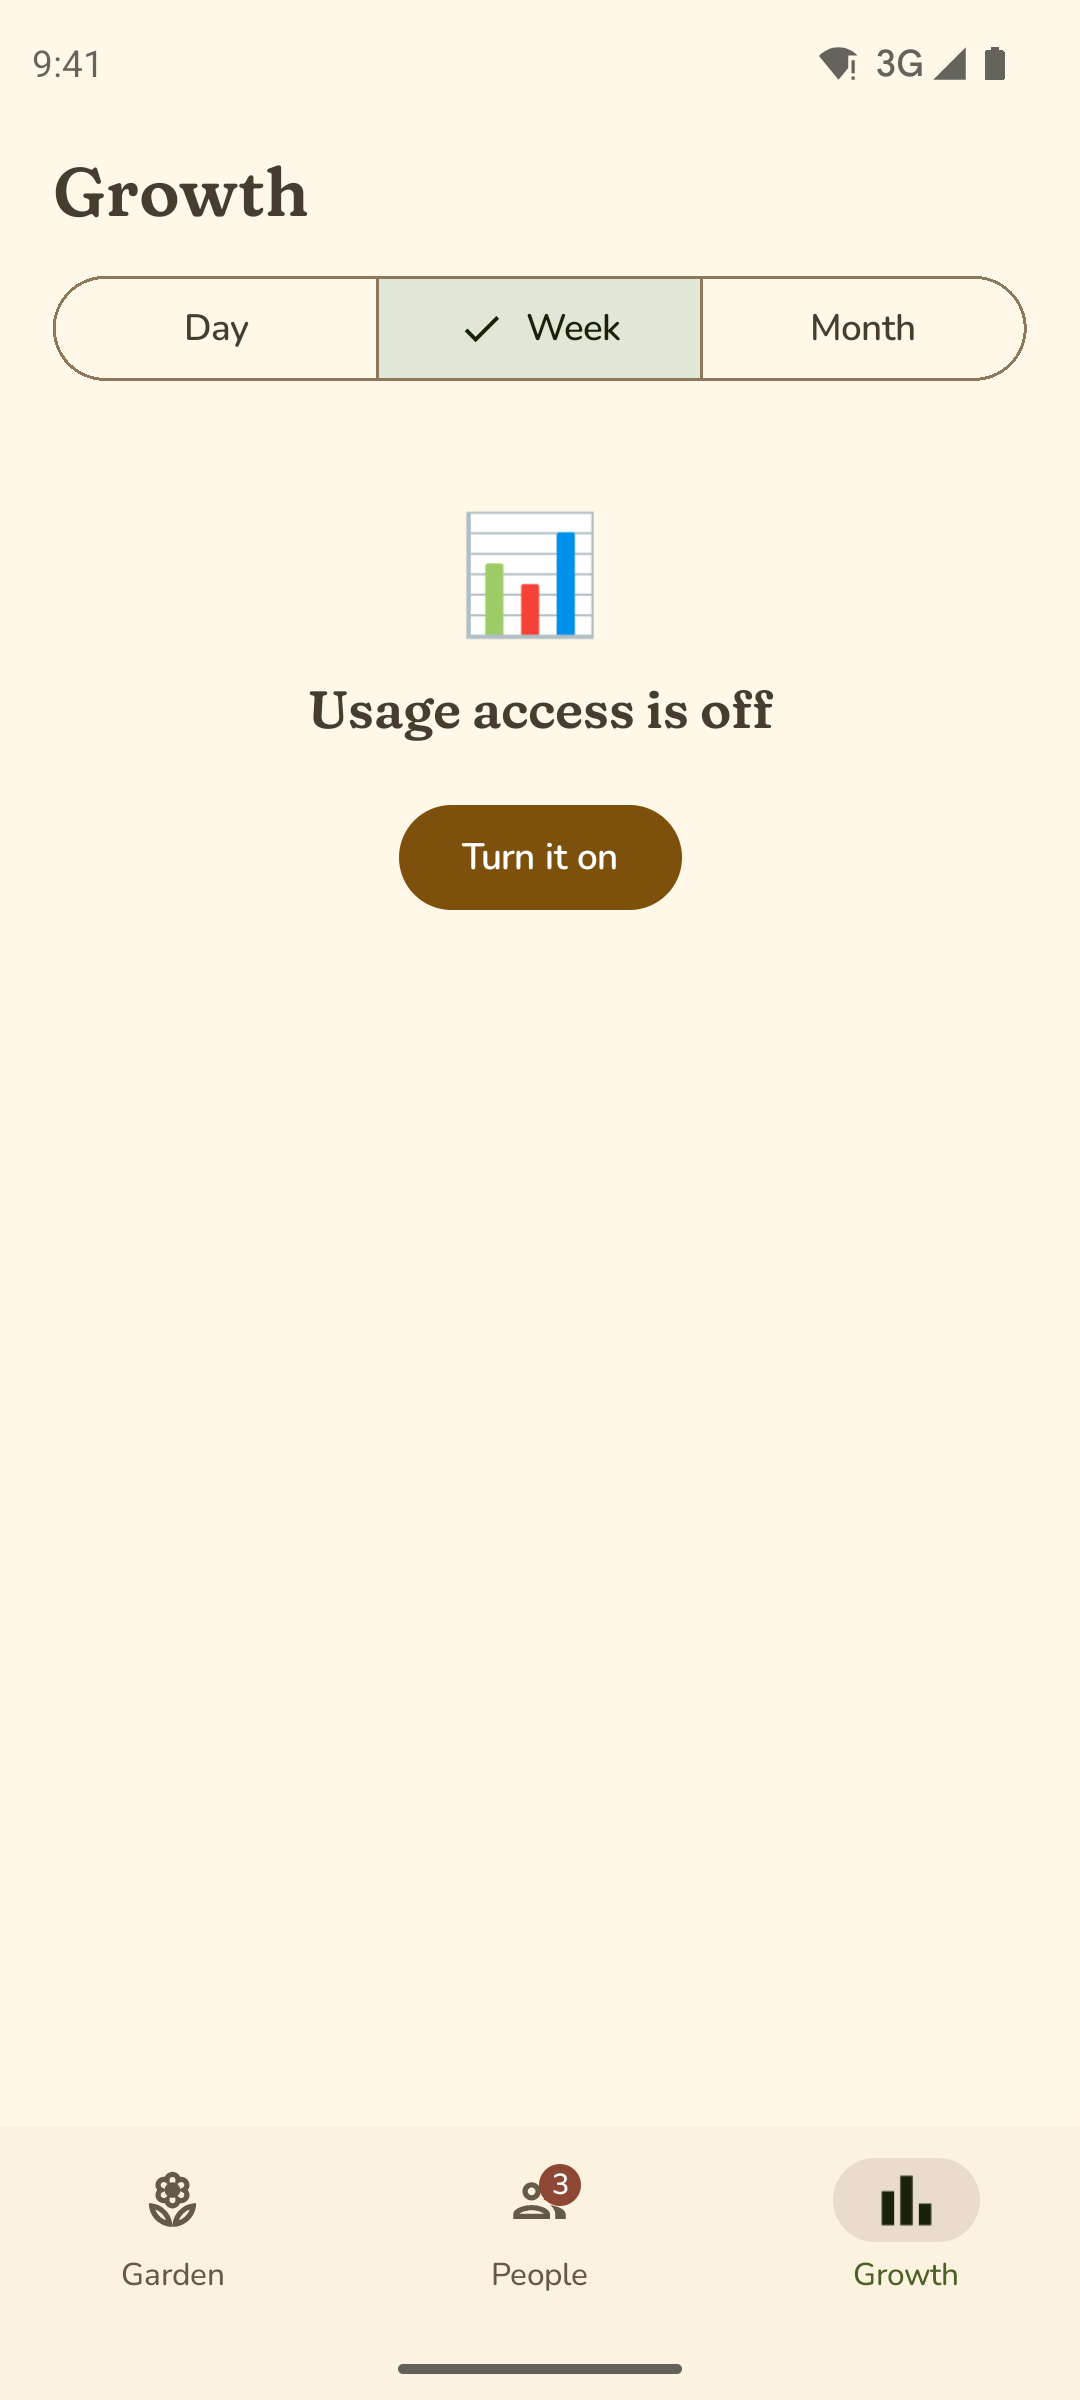 9:41
3G
Growth
Day
Week
Month
Usage access is off
Turn it on
3
Garden
People
Growth